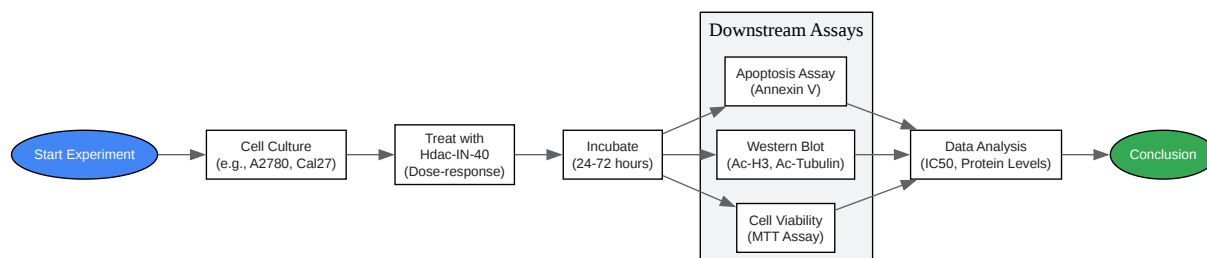 Start Experiment
Cell Culture
(e.g., A2780, Cal27)
Treat with
Hdac-IN-40
(Dose-response)
Incubate
(24-72 hours)
Downstream Assays
Apoptosis Assay
(Annexin V)
Western Blot
(Ac-H3, Ac-Tubulin)
Cell Viability
(MTT Assay)
Data Analysis
(IC50, Protein Levels)
Conclusion